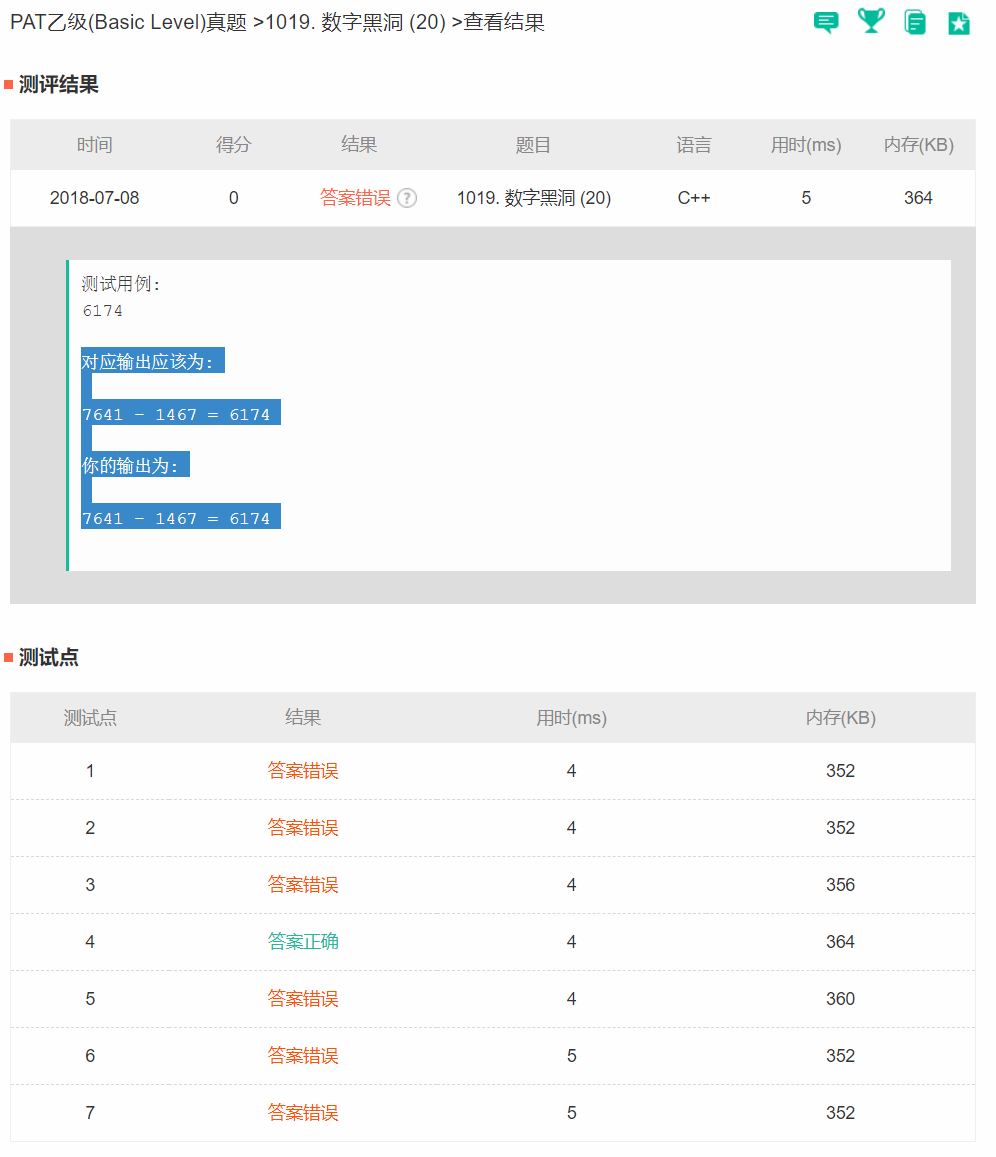 PAT乙级(Basic Level)真题 >1019. 数字黑洞 (20) >查看结果
测评结果
时间 得分 结果 题目 语言 用时(ms) 内存(KB)
2018-07-08 0 答案错误 ? 1019. 数字黑洞 (20) C++ 5 364
测试用例:
6174
对应输出应该为:
7641 - 1467 = 6174
你的输出为:
7641 - 1467 = 6174
测试点
测试点 结果 用时(ms) 内存(KB)
1 答案错误 4 352
2 答案错误 4 352
3 答案错误 4 356
4 答案正确 4 364
5 答案错误 4 360
6 答案错误 5 352
7 答案错误 5 352